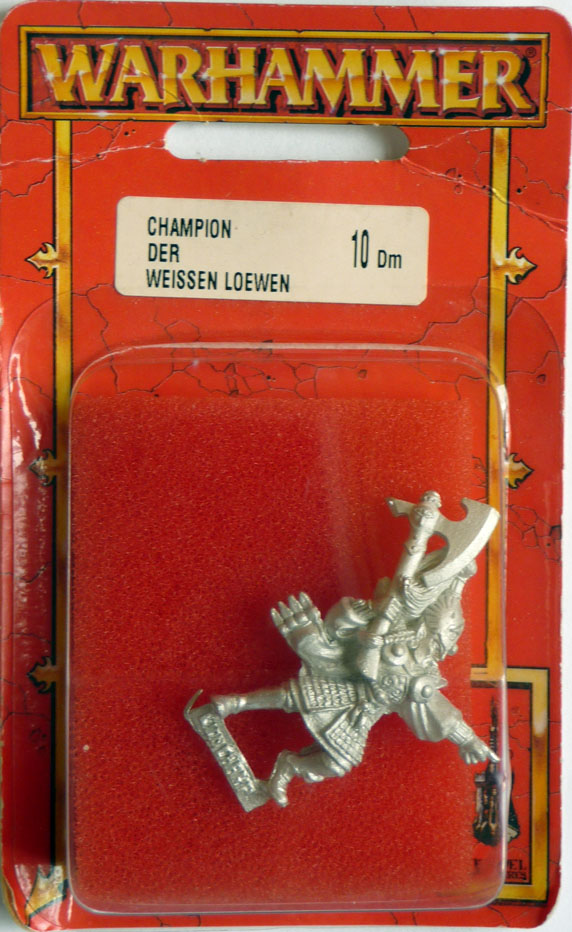 WARHAMMER
CHAMPION
DER
WEISSEN LOEWEN
10 Dm